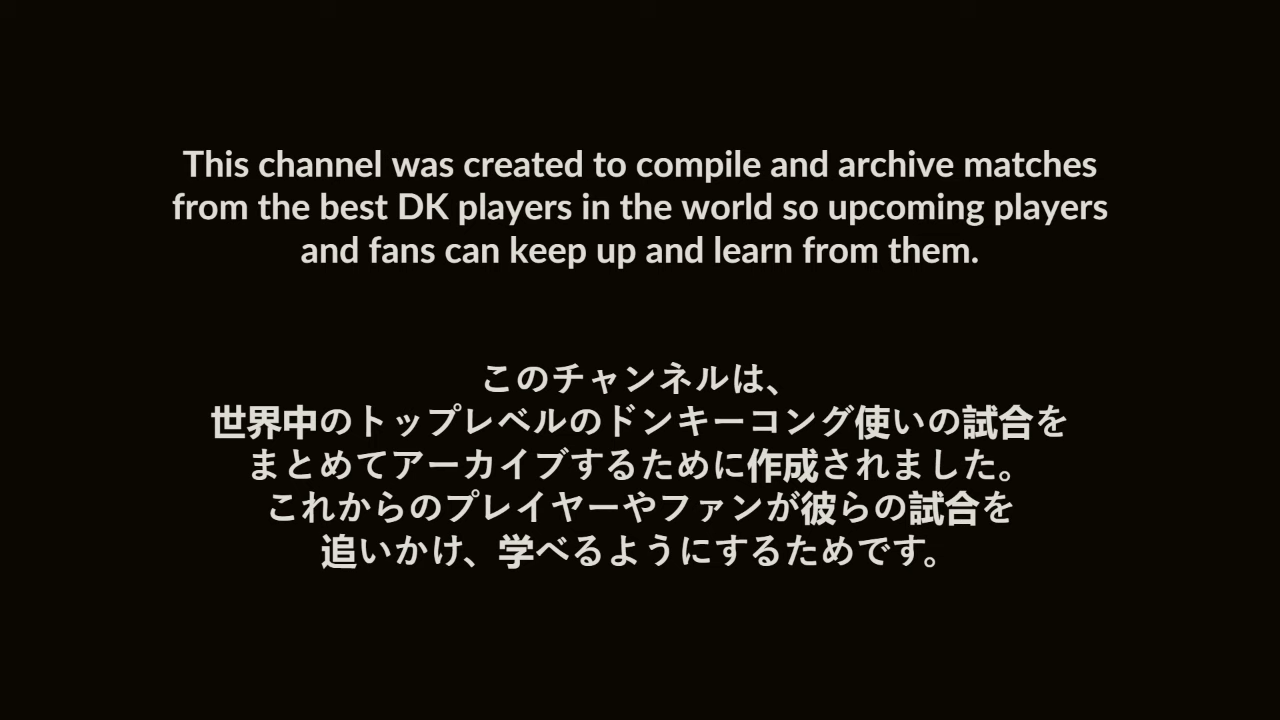 This channel was created to compile and archive matches
from the best DK players in the world so upcoming players
and fans can keep up and learn from them.
このチャンネルは、
世界中のトップレベルのドンキーコング使いの試合を
まとめてアーカイブするために作成されました。
これからのプレイヤーやファンが彼らの試合を
追いかけ、学べるようにするためです。